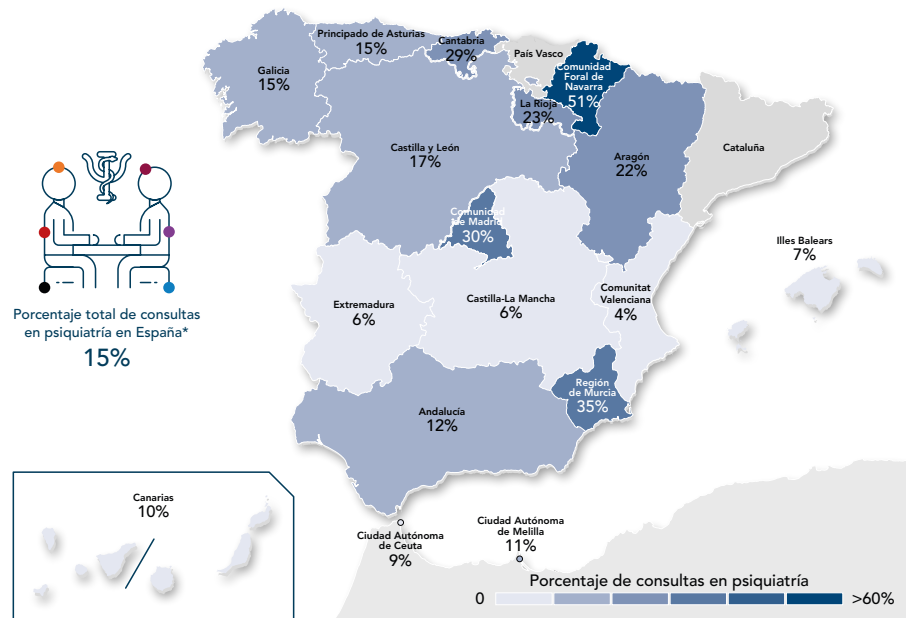 Principado de Asturias
15%
Cantabria
29%
País Vasco
Comunidad
Foral de
Navarra
51%
Galicia
15%
La Rioja
23%
Castilla y León
17%
Aragón
22%
Cataluña
Comunidad
de Madrid
30%
Illes Balears
7%
Porcentaje total de consultas
en psiquiatría en España*
15%
Extremadura
6%
Castilla-La Mancha
6%
Comunitat
Valenciana
4%
Región
de Murcia
35%
Andalucía
12%
Canarias
10%
Ciudad Autónoma
de Ceuta
9%
Ciudad Autónoma
de Melilla
11%
Porcentaje de consultas en psiquiatría
0
>60%